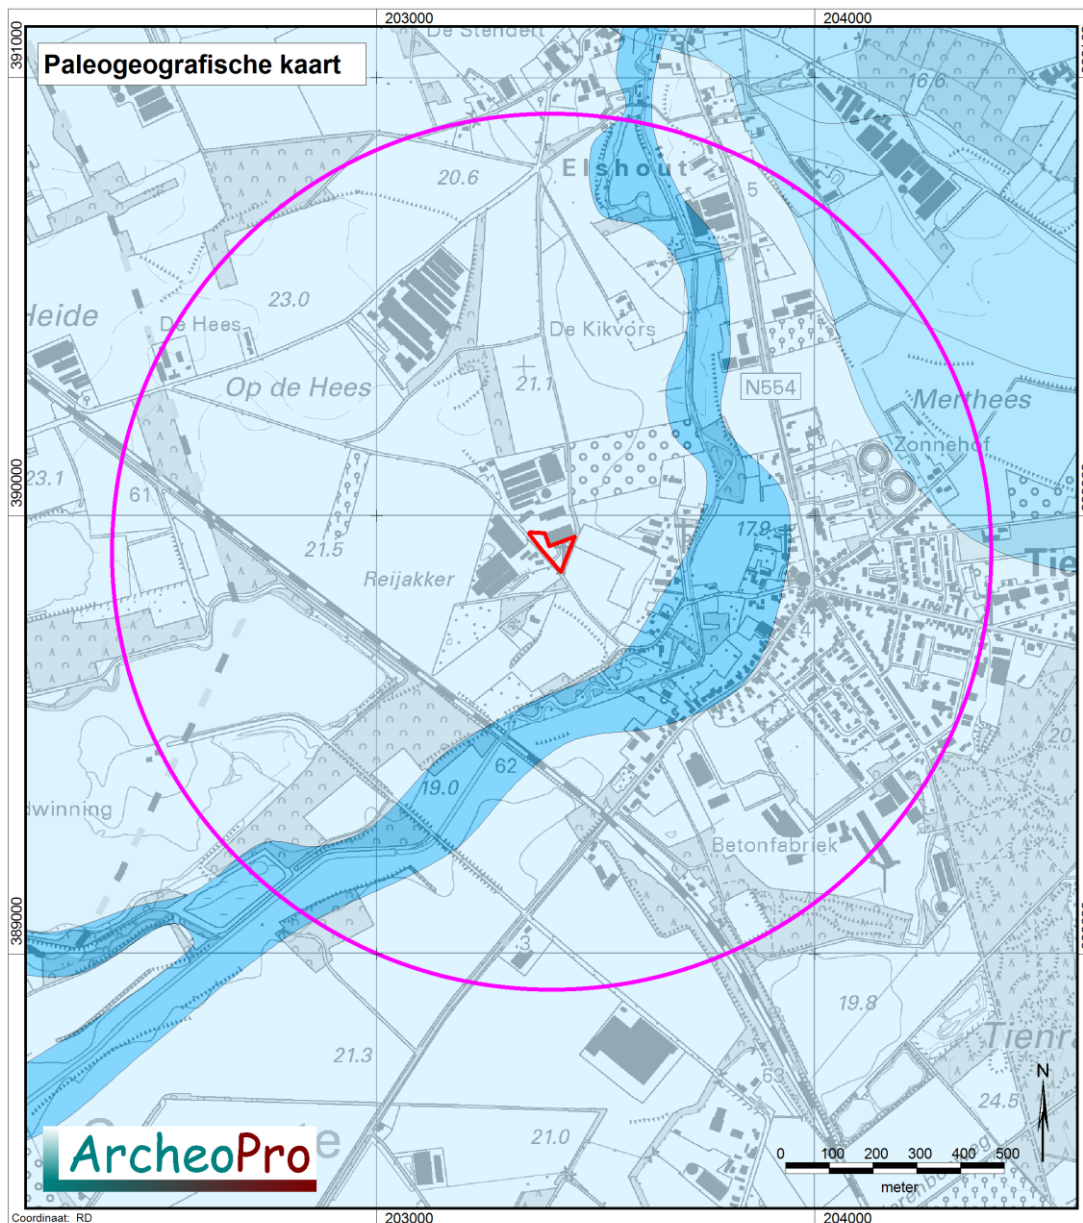 203000
204000
391000
Paleogeografische kaart
De Stendert
16.6
Elshout
20.6
5
23.0
Heide
De Hees
De Kikvors
Op de Hees
21.1
N554
Merthees
Zonnehof
23.1
61
390000
21.5
17.9
Reijakker
4
62
19.0
Betonfabriek
389000
3
19.8
21.3
63
N
24.5
21.0
ArcheoPro
0 100 200 300 400 500
meter
Coordinaat: RD
203000
204000